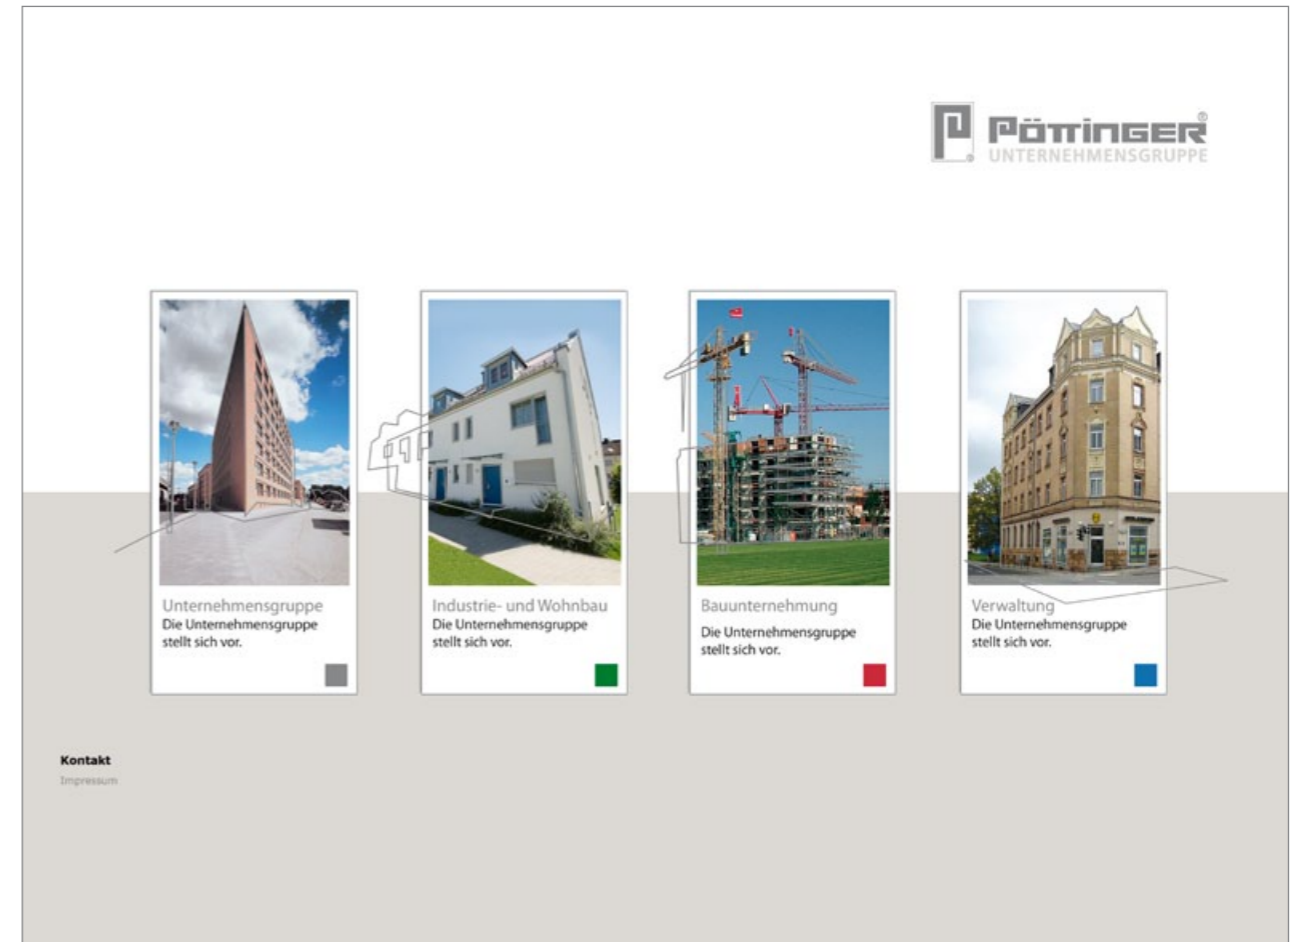 PöttinGER®
UNTERNEHMENSGRUPPE
Unternehmensgruppe
Die Unternehmensgruppe
stellt sich vor.
Industrie- und Wohnbau
Die Unternehmensgruppe
stellt sich vor.
Bauunternehmung
Die Unternehmensgruppe
stellt sich vor.
Verwaltung
Die Unternehmensgruppe
stellt sich vor.
Kontakt
Impressum